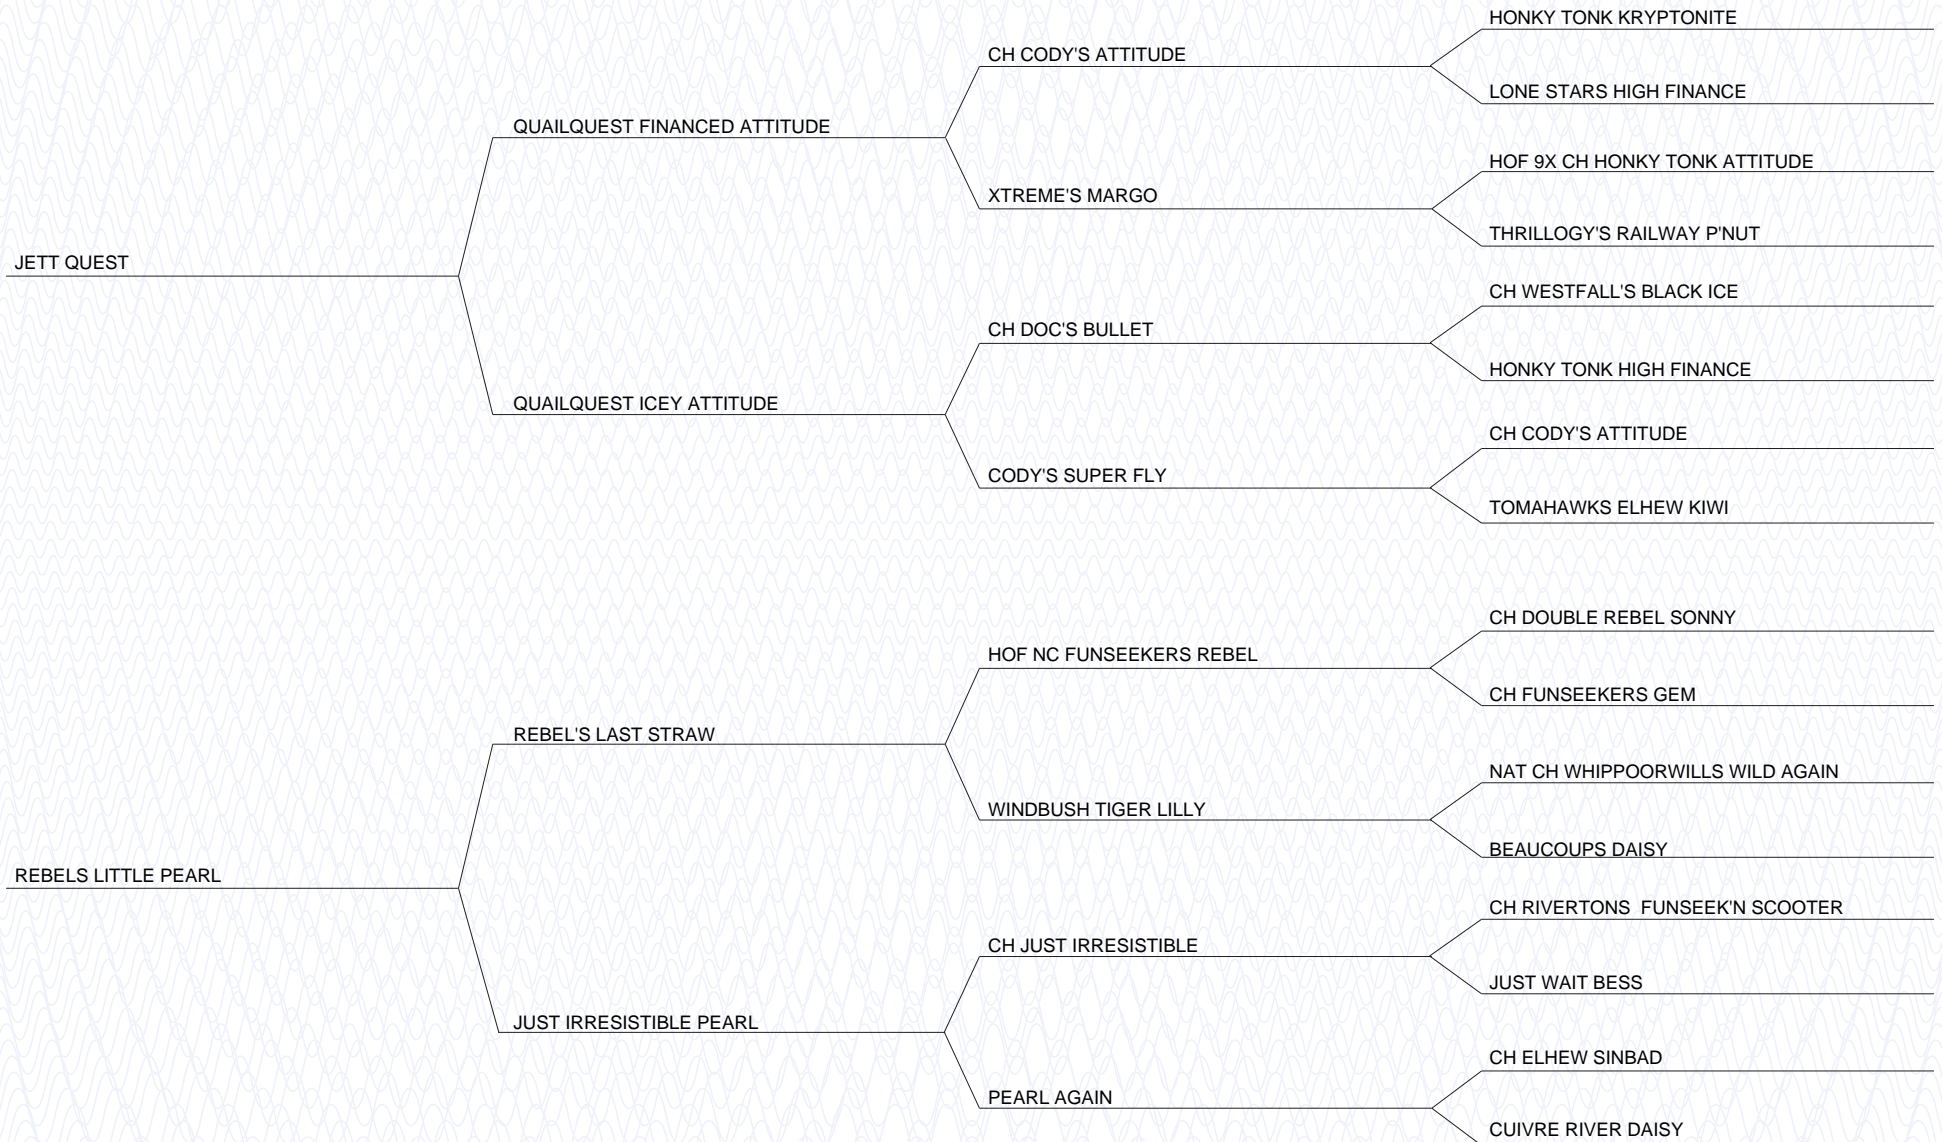 HONKY TONK KRYPTONITE
CH CODY'S ATTITUDE
LONE STARS HIGH FINANCE
QUAILQUEST FINANCED ATTITUDE
HOF 9X CH HONKY TONK ATTITUDE
XTREME'S MARGO
THRILLOGY'S RAILWAY P'NUT
JETT QUEST
CH WESTFALL'S BLACK ICE
CH DOC'S BULLET
HONKY TONK HIGH FINANCE
QUAILQUEST ICEY ATTITUDE
CH CODY'S ATTITUDE
CODY'S SUPER FLY
TOMAHAWKS ELHEW KIWI
CH DOUBLE REBEL SONNY
HOF NC FUNSEEKERS REBEL
CH FUNSEEKERS GEM
REBEL'S LAST STRAW
NAT CH WHIPPOORWILLS WILD AGAIN
WINDBUSH TIGER LILLY
BEAUCOUPS DAISY
REBELS LITTLE PEARL
CH RIVERTONS  FUNSEEK'N SCOOTER
CH JUST IRRESISTIBLE
JUST WAIT BESS
JUST IRRESISTIBLE PEARL
CH ELHEW SINBAD
PEARL AGAIN
CUIVRE RIVER DAISY